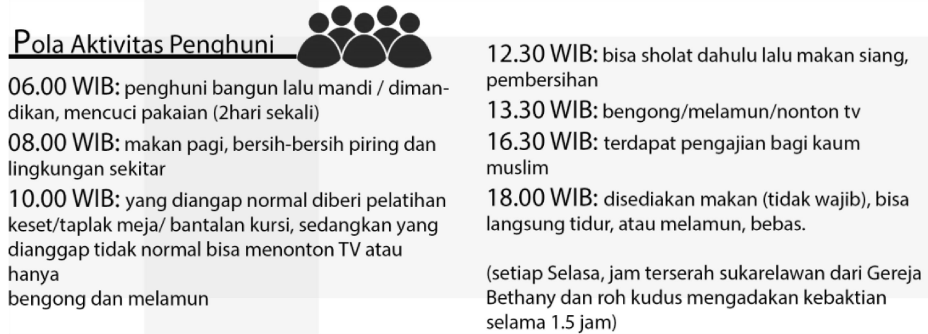 Pola Aktivitas Penghuni
06.00 WIB: penghuni bangun lalu mandi / diman-
dikan, mencuci pakaian (2hari sekali)
08.00 WIB: makan pagi, bersih-bersih piring dan
lingkungan sekitar
10.00 WIB: yang diangap normal diberi pelatihan
keset/taplak meja/ bantalan kursi, sedangkan yang
dianggap tidak normal bisa menonton TV atau
hanya
bengong dan melamun
12.30 WIB: bisa sholat dahulu lalu makan siang,
pembersihan
13.30 WIB: bengong/melamun/nonton tv
16.30 WIB: terdapat pengajian bagi kaum
muslim
18.00 WIB: disediakan makan (tidak wajib), bisa
langsung tidur, atau melamun, bebas.
(setiap Selasa, jam terserah sukarelawan dari Gereja
Bethany dan roh kudus mengadakan kebaktian
selama 1.5 jam)